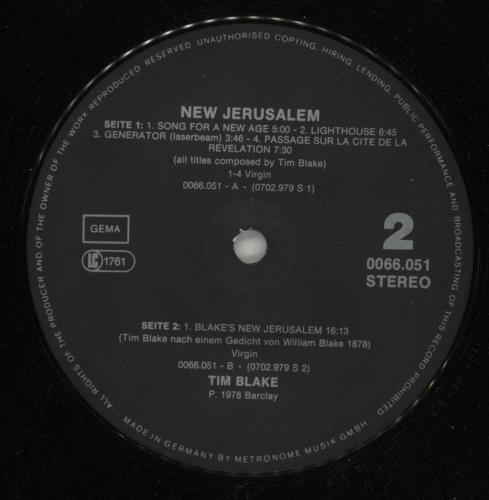 ALL RIGHTS OF THE PRODUCER AND OF THE OWNER OF THE WORK REPRODUCED RESERVED UNAUTHORISED COPYING, HIRING, LENDING, PUBLIC PERFORMANCE AND BROADCASTING OF THIS RECORD PROHIBITED
NEW JERUSALEM
SEITE 1: 1. SONG FOR A NEW AGE 5:00 - 2. LIGHTHOUSE 6:45
3. GENERATOR (laserbeam) 3:46 - 4. PASSAGE SUR LA CITE DE LA
REVELATION 7:30
(all titles composed by Tim Blake)
1-4 Virgin
0066.051 - A - (0702.979 S 1)
GEMA
LC 1761
2
0066.051
STEREO
SEITE 2: 1. BLAKE'S NEW JERUSALEM 16:13
(Tim Blake nach einem Gedicht von William Blake 1878)
Virgin
0066.051 - B - (0702.979 S 2)
TIM BLAKE
P. 1978 Barclay
MADE IN GERMANY BY METRONOME MUSIK GMBH